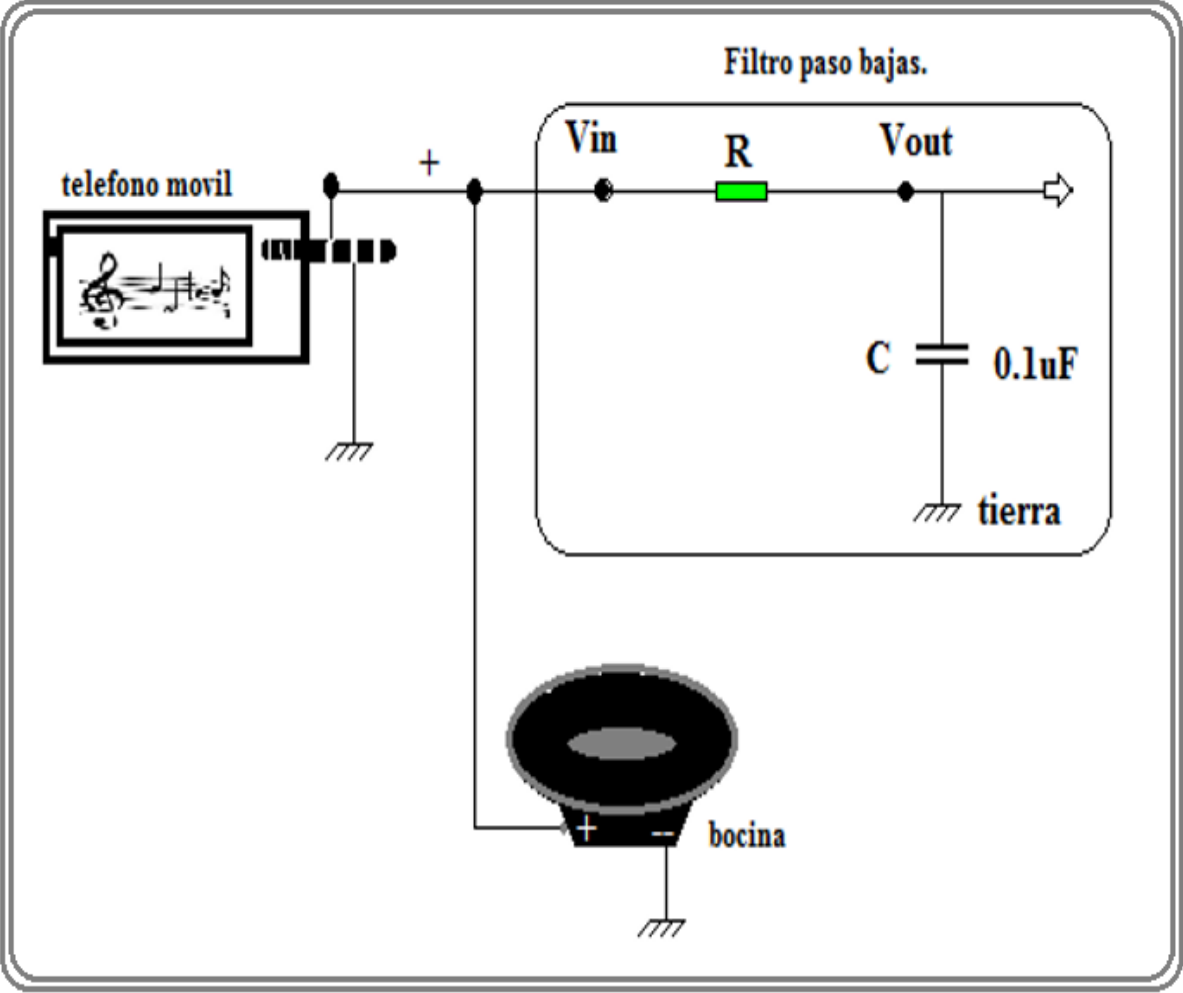 Filtro paso bajas.
Vin
R
Vout
+
telefono movil
C
0.1uF
tierra
+
--
bocina